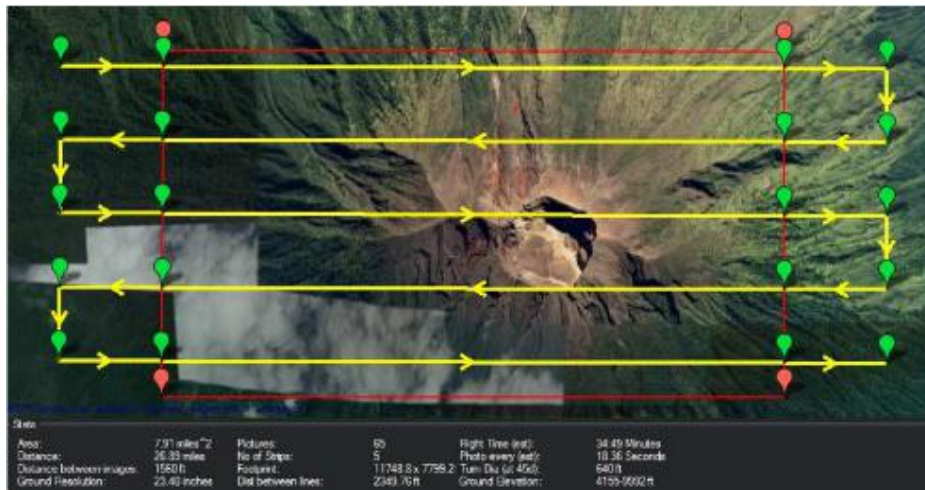 Stats
Area: 7.91 miles^2 Pictures: 65 Flight Time (est): 34:49 Minutes
Distance: 26.89 miles No of Strips: 5 Photo every (est): 18.36 Seconds
Distance between images: 1560 ft Footprint: 11748.8 x 7799.2 Turn Dia (at 45d): 640 ft
Ground Resolution: 23.40 inches Dist between lines: 2349.76 ft Ground Elevation: 4155-9992 ft